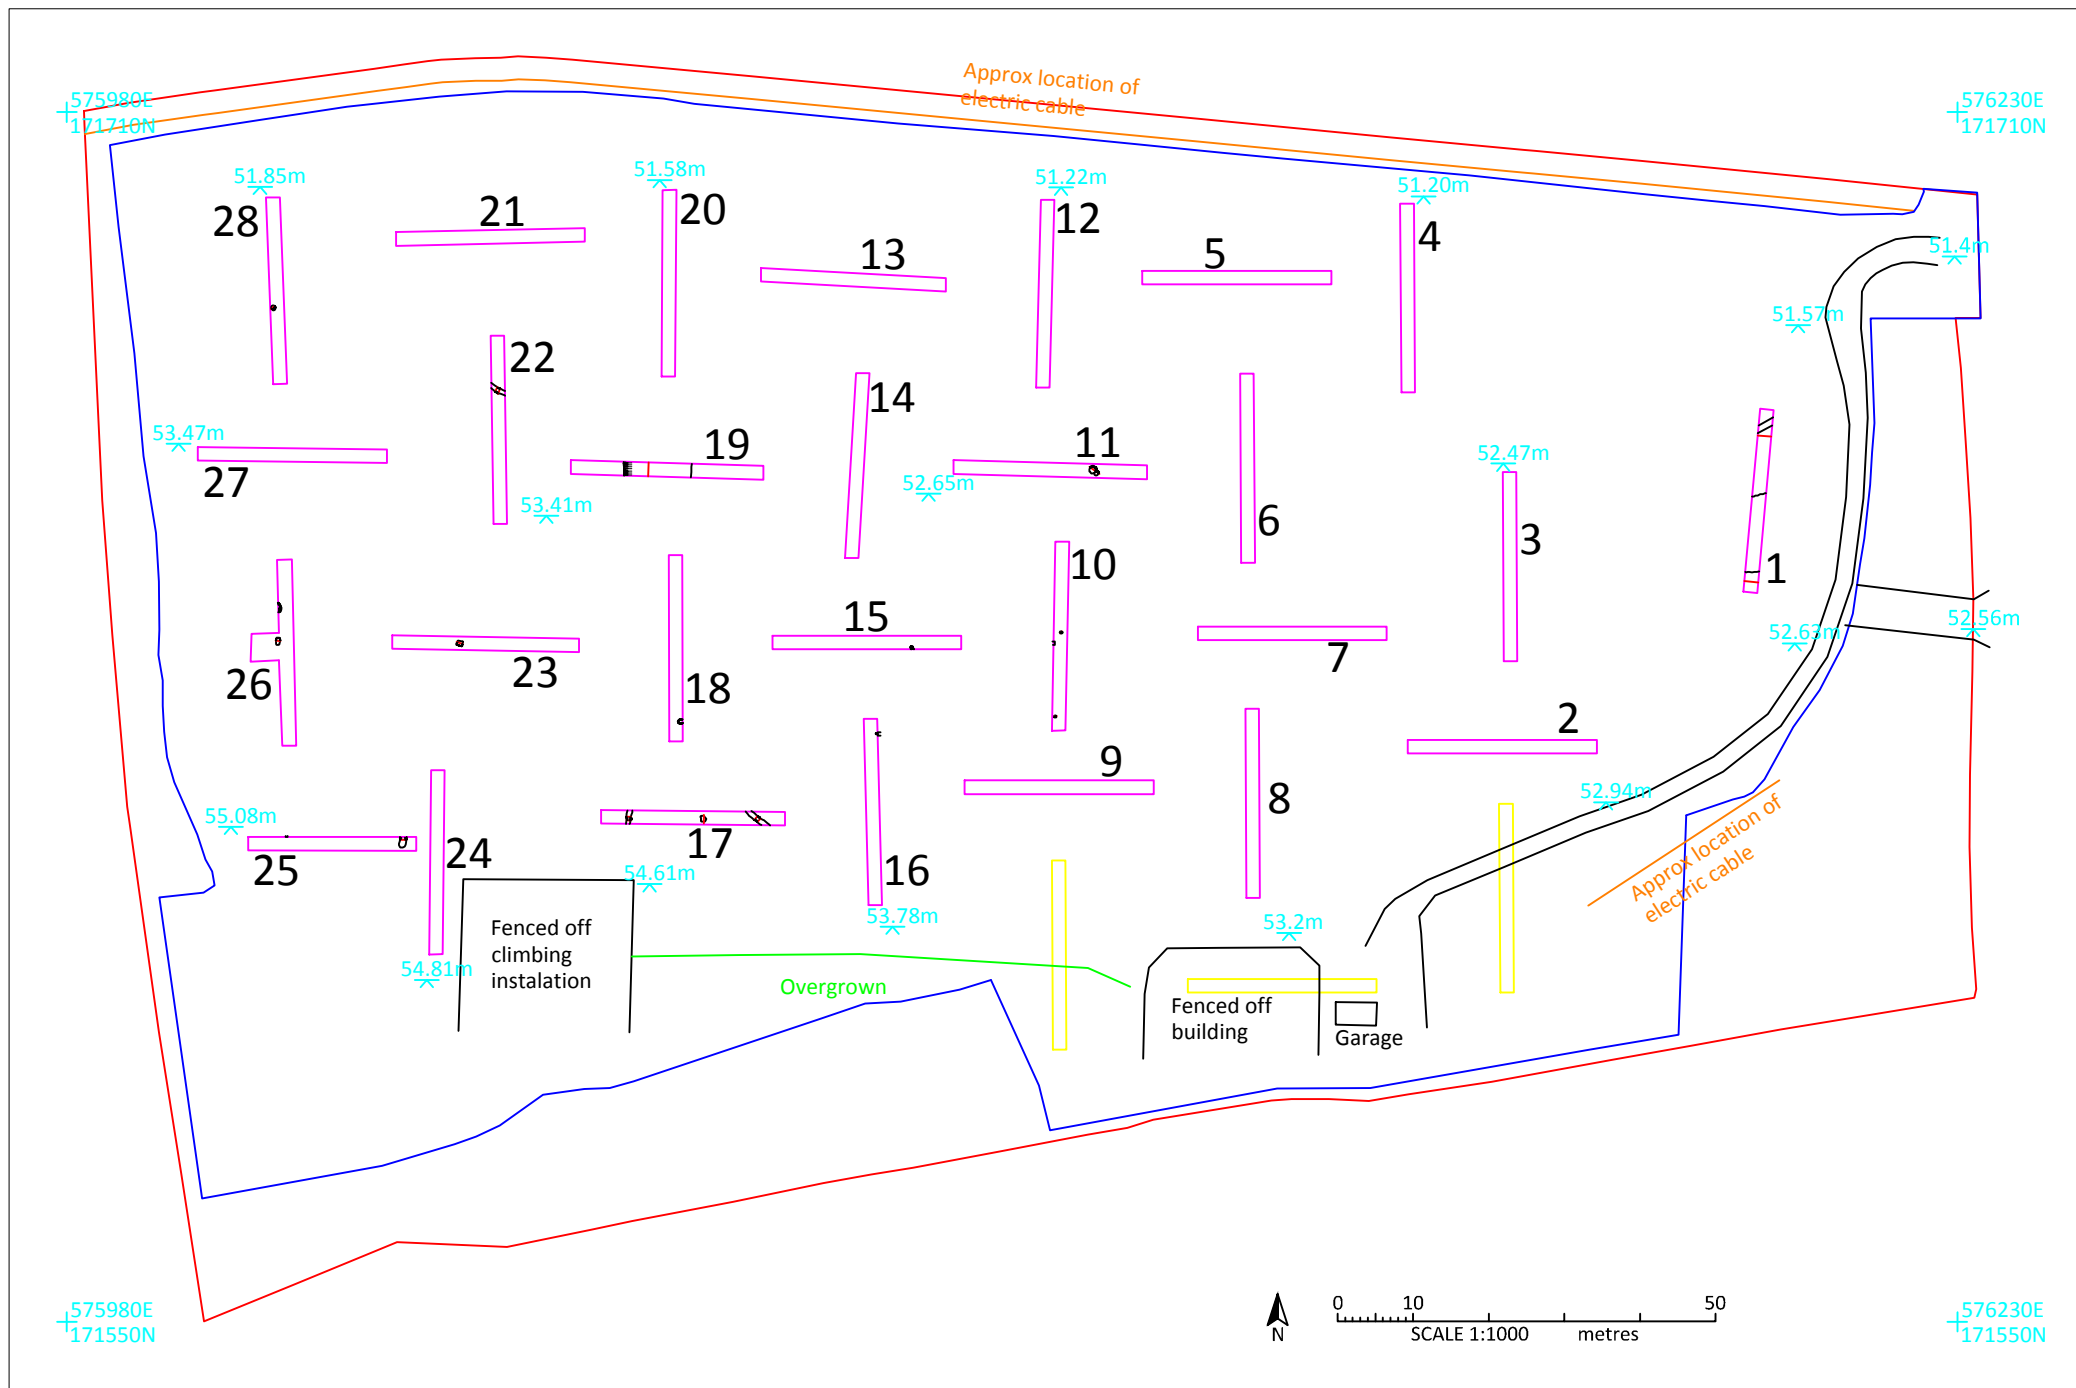 Approx location of
electric cable
575980E
171710N
576230E
171710N
51.85m
51.58m
51.22m
51.20m
28
21
20
12
4
13
5
51.4m
51.57m
22
14
53.47m
19
11
52.47m
27
52.65m
53.41m
6
3
10
1
15
52.56m
52.63m
23
7
26
18
2
9
8
52.94m
55.08m
17
25
24
16
54.61m
Approx location of
electric cable
53.78m
53.2m
Fenced off
climbing
instalation
54.81m
Overgrown
Fenced off
building
Garage
575980E
171550N
N
0 10 50
SCALE 1:1000 metres
576230E
171550N